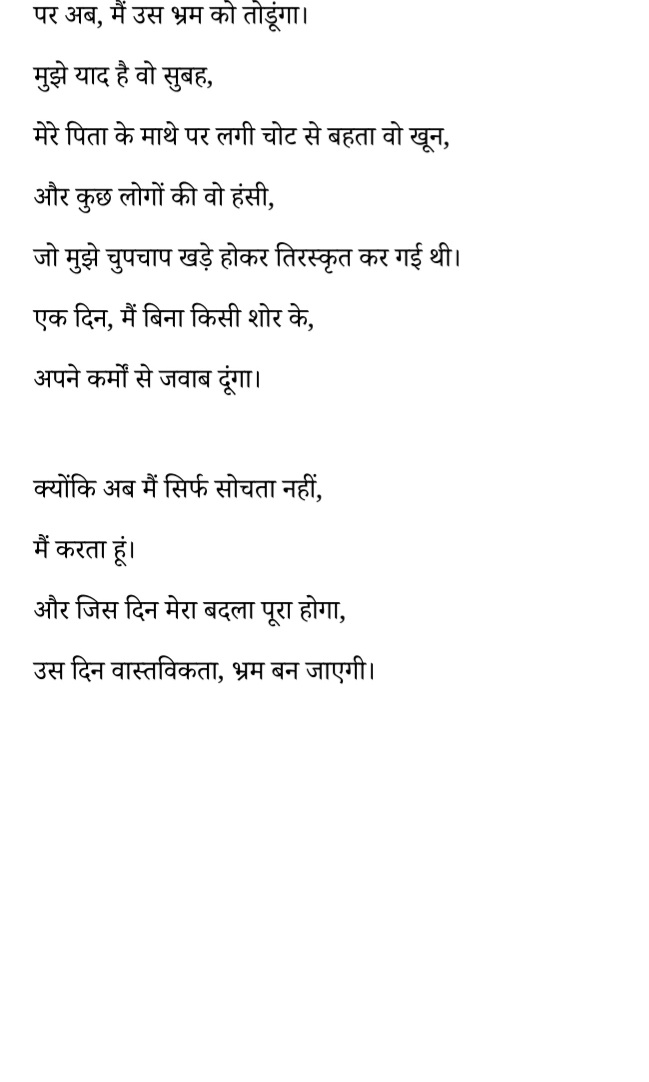 पर अब, मैं उस भ्रम को तोडूंगा।
मुझे याद है वो सुबह,
मेरे पिता के माथे पर लगी चोट से बहता वो खून,
और कुछ लोगों की वो हंसी,
जो मुझे चुपचाप खड़े होकर तिरस्कृत कर गई थी।
एक दिन, मैं बिना किसी शोर के,
अपने कर्मों से जवाब दूंगा।
क्योंकि अब मैं सिर्फ सोचता नहीं,
मैं करता हूं।
और जिस दिन मेरा बदला पूरा होगा,
उस दिन वास्तविकता, भ्रम बन जाएगी।